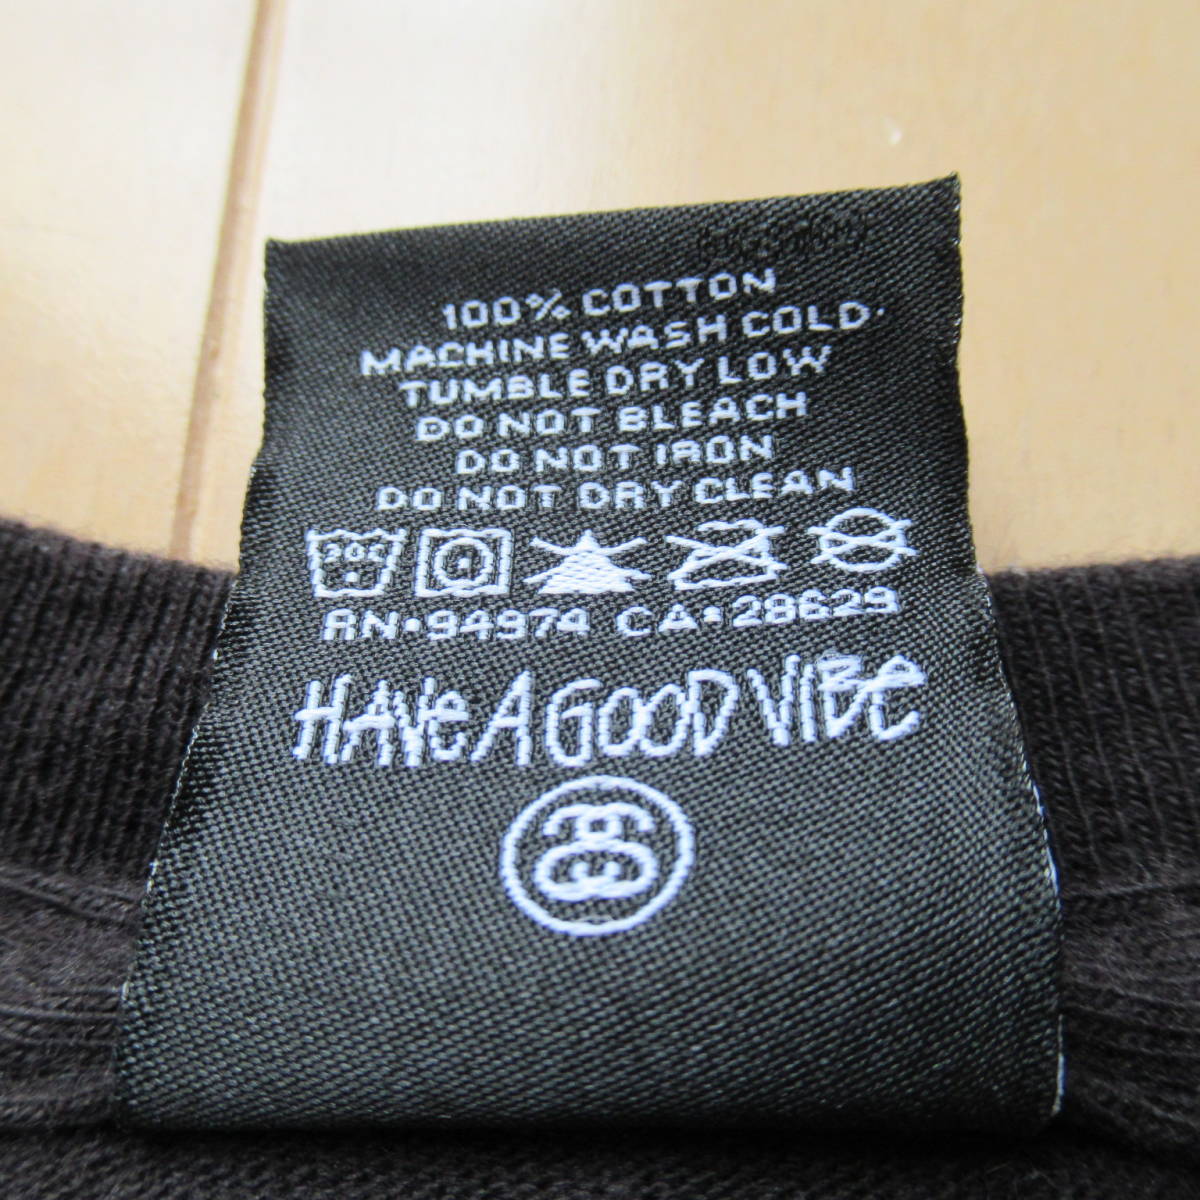 100% COTTON
MACHINE WASH COLD
TUMBLE DRY LOW
DO NOT BLEACH
DO NOT IRON
DO NOT DRY CLEAN
RN•94974 CA•28629
HAVE A GOOD VIBE